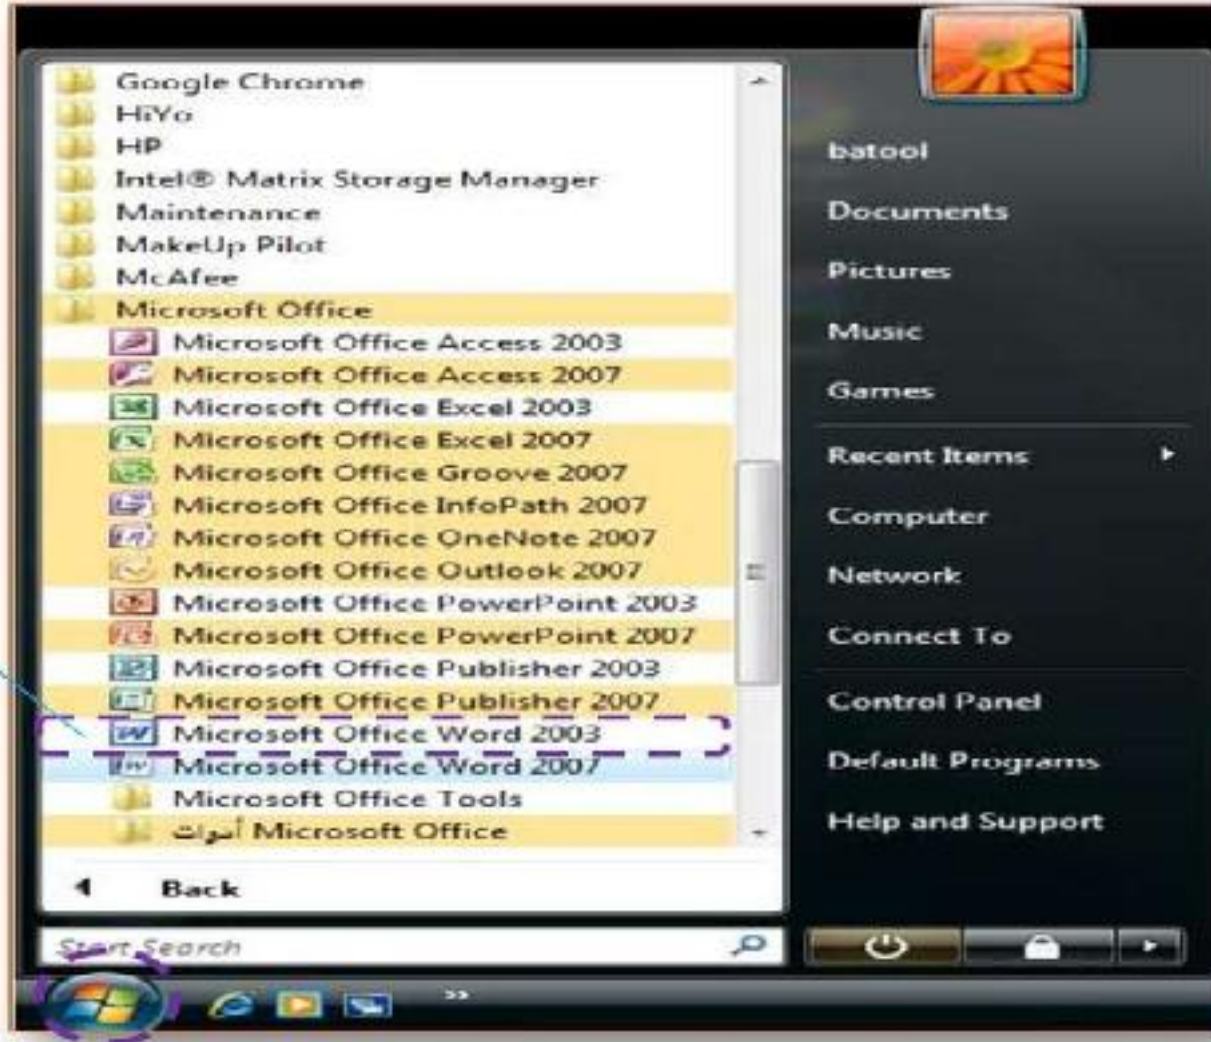 Google Chrome
HiYo
HP
Intel® Matrix Storage Manager
Maintenance
MakeUp Pilot
McAfee
Microsoft Office
Microsoft Office Access 2003
Microsoft Office Access 2007
Microsoft Office Excel 2003
Microsoft Office Excel 2007
Microsoft Office Groove 2007
Microsoft Office InfoPath 2007
Microsoft Office OneNote 2007
Microsoft Office Outlook 2007
Microsoft Office PowerPoint 2003
Microsoft Office PowerPoint 2007
Microsoft Office Publisher 2003
Microsoft Office Publisher 2007
Microsoft Office Word 2003
Microsoft Office Word 2007
Microsoft Office Tools
أدوات Microsoft Office
Back
Start Search
batool
Documents
Pictures
Music
Games
Recent Items
Computer
Network
Connect To
Control Panel
Default Programs
Help and Support